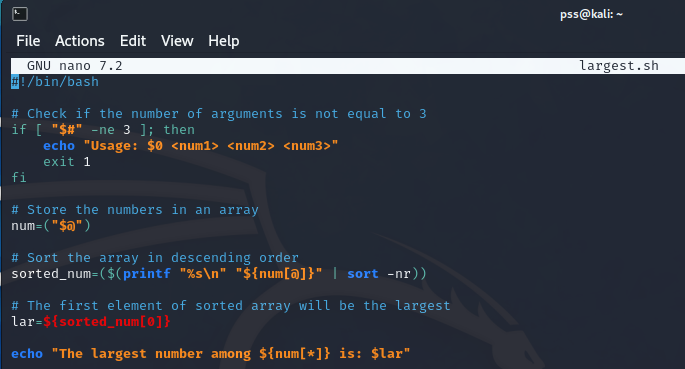 pss@kali: ~
File Actions Edit View Help
GNU nano 7.2 largest.sh
#!/bin/bash
# Check if the number of arguments is not equal to 3
if [ "$#" -ne 3 ]; then
    echo "Usage: $0 <num1> <num2> <num3>"
    exit 1
fi
# Store the numbers in an array
num=("$@")
# Sort the array in descending order
sorted_num=($(printf "%s\n" "${num[@]}" | sort -nr))
# The first element of sorted array will be the largest
lar=${sorted_num[0]}
echo "The largest number among ${num[*]} is: $lar"